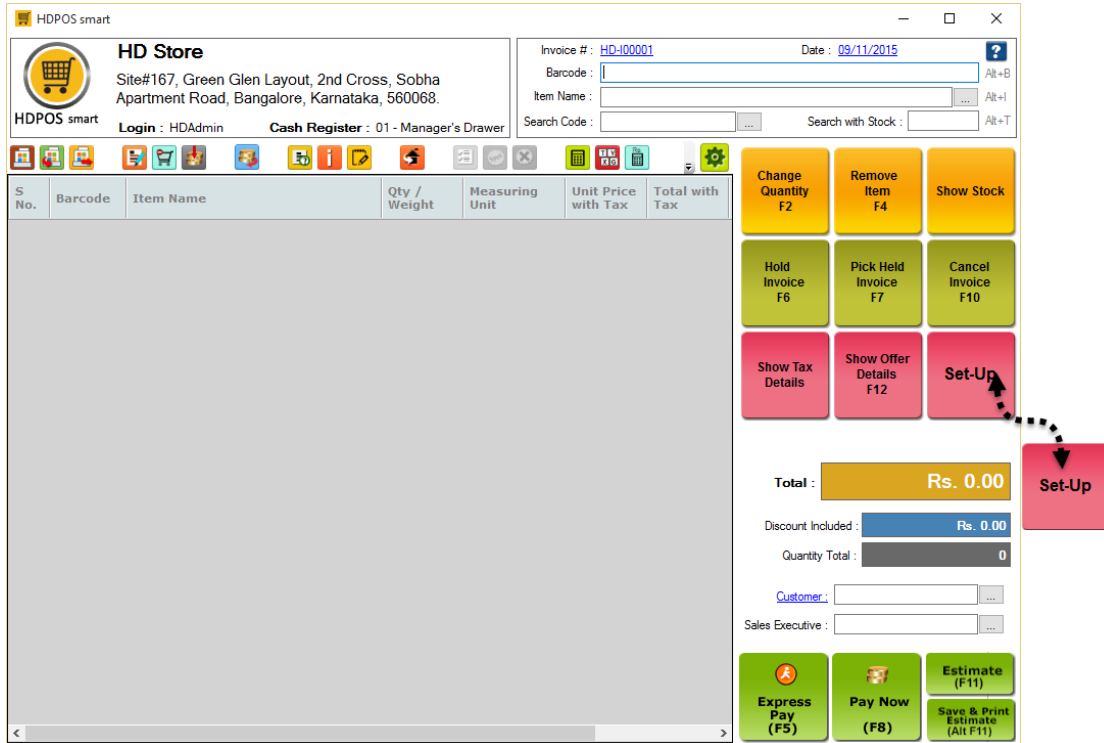 HDPOS smart
HD Store
Site#167, Green Glen Layout, 2nd Cross, Sobha
Apartment Road, Bangalore, Karnataka, 560068.
HDPOS smart
Login : HDAdmin Cash Register : 01 - Manager's Drawer
Invoice # : HD-I00001 Date : 09/11/2015 ?
Barcode : Alt+B
Item Name : ... Alt+I
Search Code : ... Search with Stock : Alt+T
S No. Barcode Item Name Qty / Weight Measuring Unit Unit Price with Tax Total with Tax
Change
Quantity
F2
Remove
Item
F4
Show Stock
Hold
Invoice
F6
Pick Held
Invoice
F7
Cancel
Invoice
F10
Show Tax
Details
Show Offer
Details
F12
Set-Up
Set-Up
Total : Rs. 0.00
Discount Included : Rs. 0.00
Quantity Total : 0
Customer : ...
Sales Executive : ...
Express
Pay
(F5)
Pay Now
(F8)
Estimate
(F11)
Save & Print
Estimate
(Alt F11)